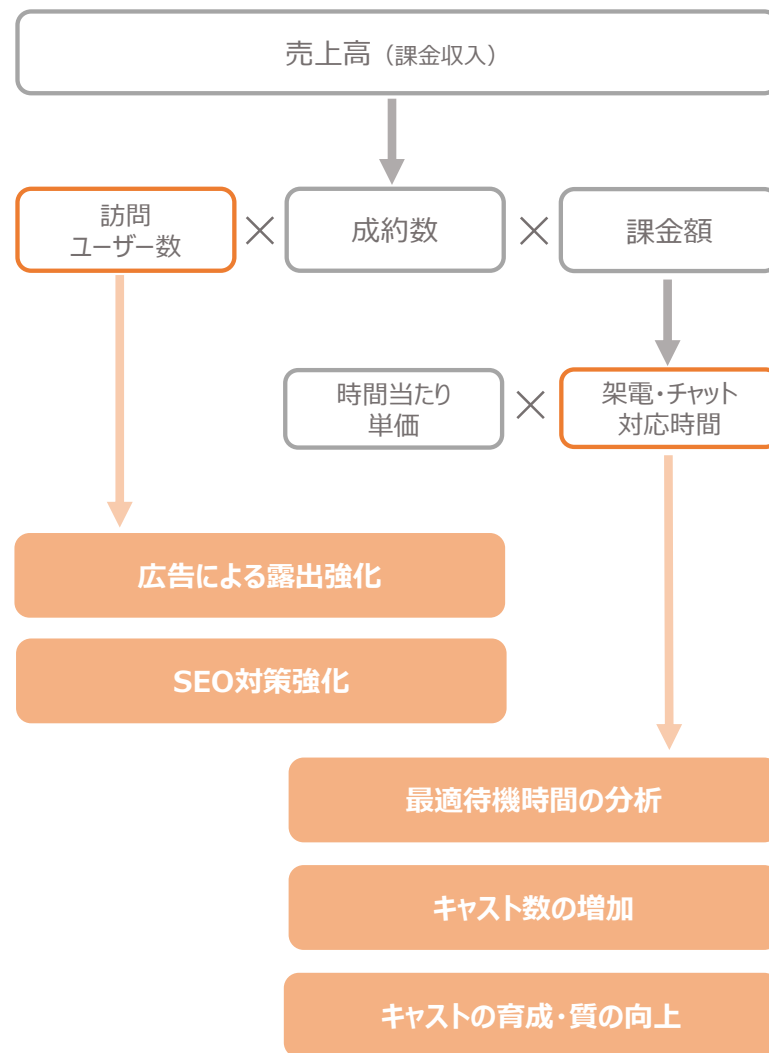 売上高（課金収入）
訪問
ユーザー数
×
成約数
×
課金額
時間当たり
単価
×
架電・チャット
対応時間
広告による露出強化
SEO対策強化
最適待機時間の分析
キャスト数の増加
キャストの育成・質の向上